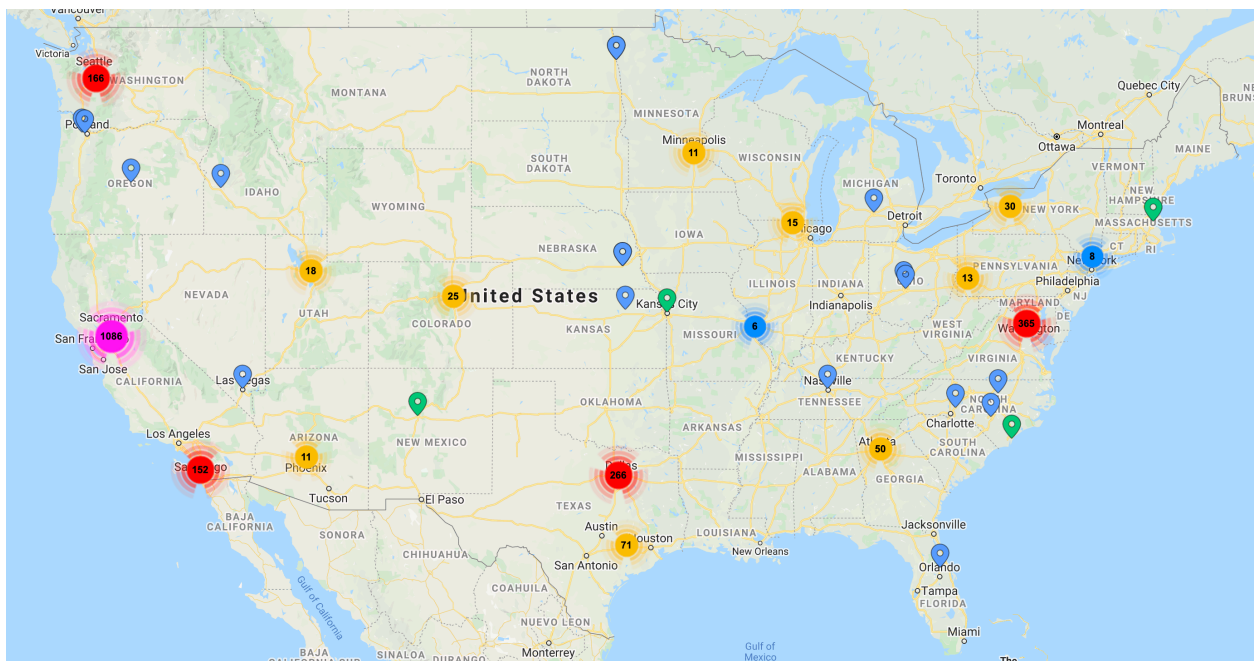 Vancouver
Victoria
Seattle
166
WASHINGTON
NORTH
DAKOTA
MONTANA
MINNESOTA
Quebec City
Montreal
Ottawa
MAINE
Portland
Minneapolis
11
WISCONSIN
VERMONT
SOUTH
DAKOTA
OREGON
IDAHO
MICHIGAN
Toronto
NEW
HAMPSHIRE
WYOMING
30
NEW YORK
Detroit
15
Chicago
MASSACHUSETTS
CT
RI
IOWA
NEBRASKA
8
New York
18
13
PENNSYLVANIA
OHIO
Philadelphia
NJ
NEVADA
UTAH
25
United States
COLORADO
ILLINOIS
INDIANA
Indianapolis
Kansas City
MARYLAND
DE
365
Washington
Sacramento
1086
San Francisco
San Jose
KANSAS
MISSOURI
6
WEST
VIRGINIA
KENTUCKY
VIRGINIA
CALIFORNIA
Las Vegas
Nashville
TENNESSEE
NORTH
CAROLINA
Charlotte
OKLAHOMA
ARKANSAS
Los Angeles
ARIZONA
NEW MEXICO
11
Phoenix
Atlanta
50
SOUTH
CAROLINA
MISSISSIPPI
ALABAMA
GEORGIA
San Diego
152
Dallas
266
Tucson
El Paso
TEXAS
BAJA
CALIFORNIA
SONORA
Austin
71
Houston
San Antonio
LOUISIANA
New Orleans
Jacksonville
CHIHUAHUA
COAHUILA
Orlando
Tampa
FLORIDA
Gulf of California
NUEVO LEON
Monterrey
Miami
Gulf of
Mexico
BAJA
CALIFORNIA SUR
SINALOA
DURANGO
The